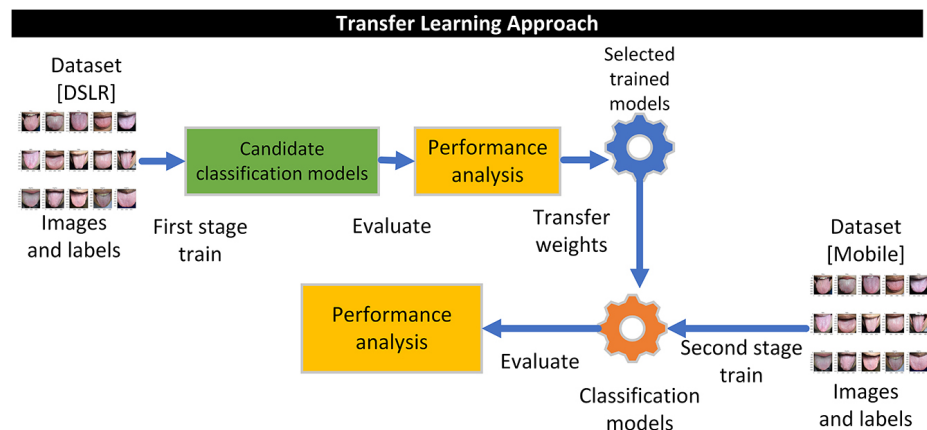 Transfer Learning Approach
Dataset
[DSLR]
Images
and labels
First stage
train
Candidate
classification models
Evaluate
Performance
analysis
Selected
trained
models
Transfer
weights
Dataset
[Mobile]
Images
and labels
Second stage
train
Classification
models
Evaluate
Performance
analysis